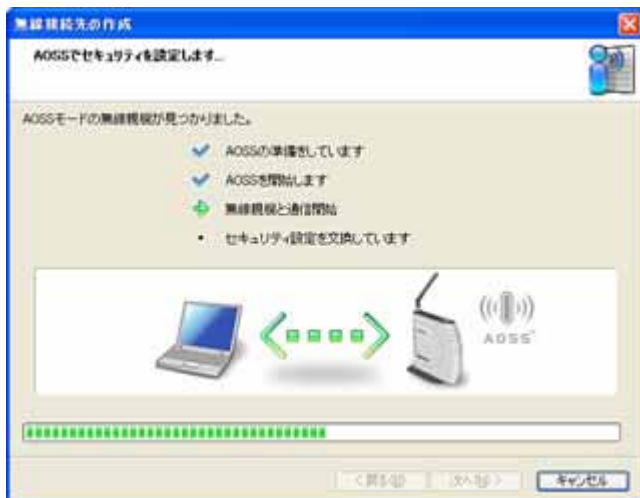 無線接続先の作成
AOSSでセキュリティを設定します...
AOSSモードの無線親機が見つかりました。
AOSSの準備をしています
AOSSを開始します
無線親機と通信開始
セキュリティ設定を交換しています
AOSS
< 戻る(B)
次へ(N) >
キャンセル